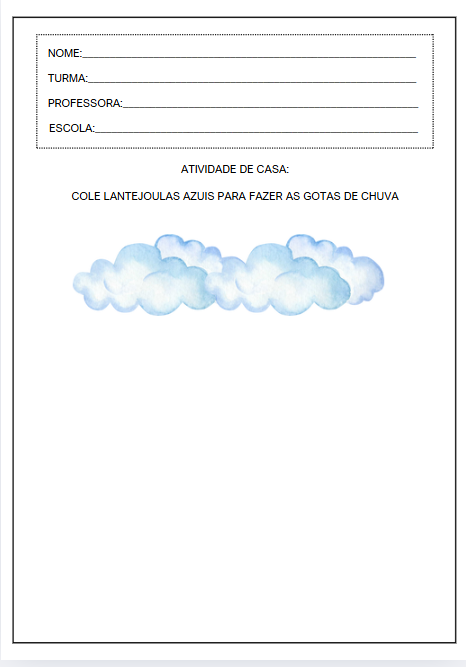 NOME:
TURMA:
PROFESSORA:
ESCOLA:
ATIVIDADE DE CASA:
COLE LANTEJOULAS AZUIS PARA FAZER AS GOTAS DE CHUVA